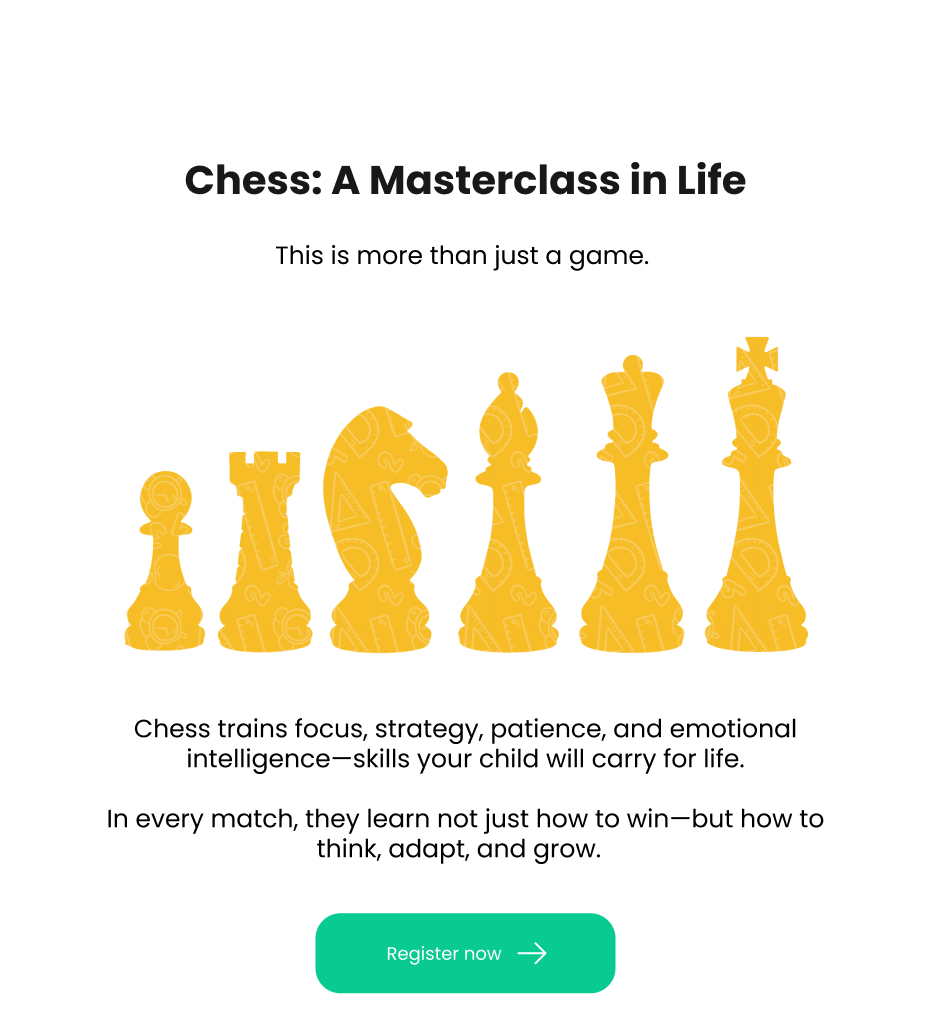 Chess: A Masterclass in Life
This is more than just a game.
Chess trains focus, strategy, patience, and emotional
intelligence—skills your child will carry for life.
In every match, they learn not just how to win—but how to
think, adapt, and grow.
Register now